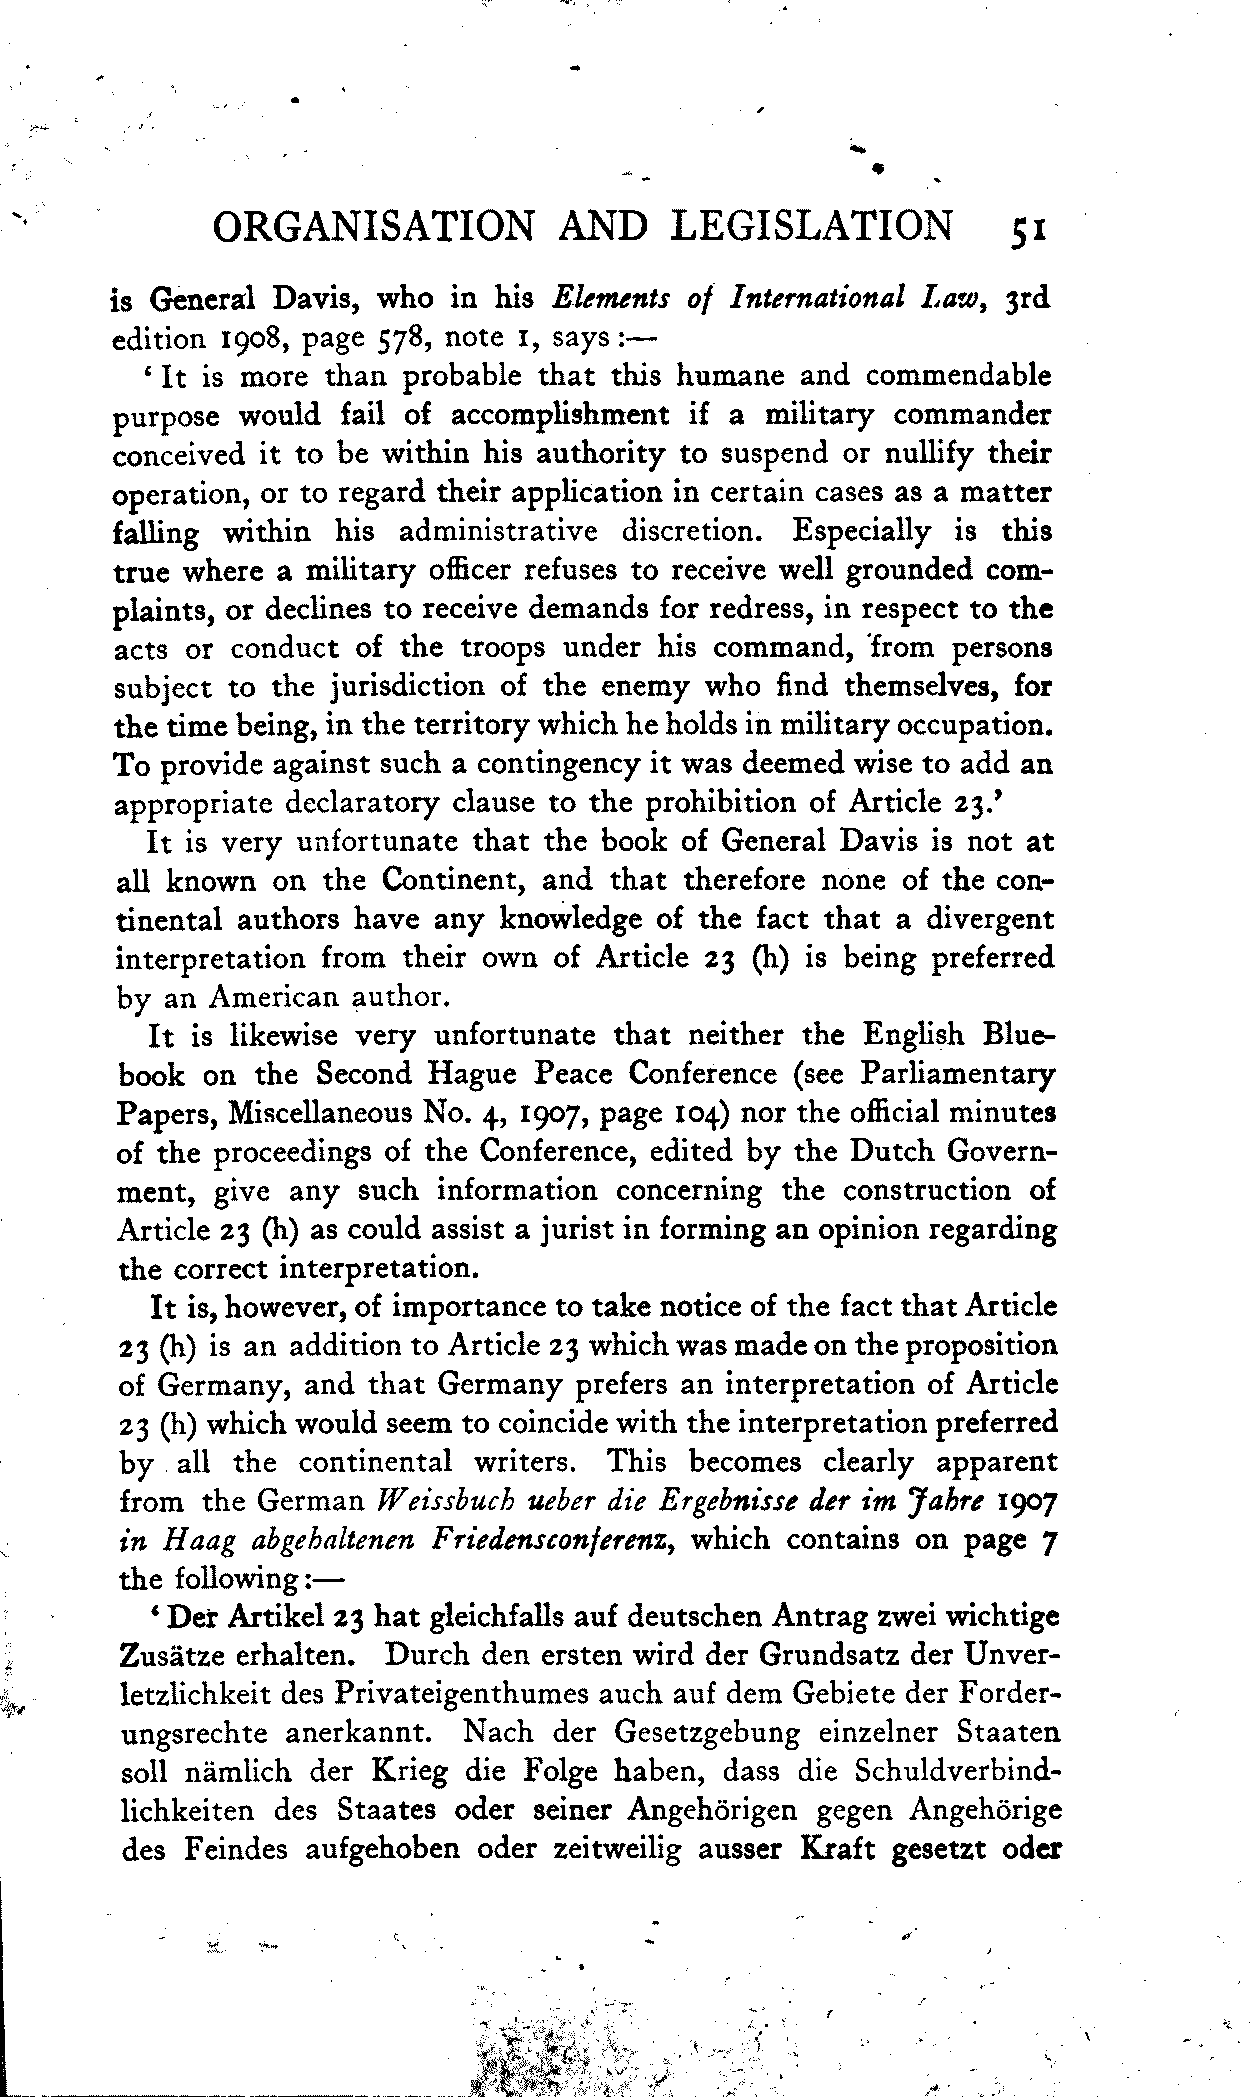 ORGANISATION AND LEGISLATION 51
is General Davis, who in his Elements of International Law, 3rd
edition 1908, page 578, note 1, says :—
‘It is more than probable that this humane and commendable
purpose would fail of accomplishment if a military commander
conceived it to be within his authority to suspend or nullify their
operation, or to regard their application in certain cases as a matter
falling within his administrative discretion. Especially is this
true where a military officer refuses to receive well grounded com-
plaints, or declines to receive demands for redress, in respect to the
acts or conduct of the troops under his command, from persons
subject to the jurisdiction of the enemy who find themselves, for
the time being, in the territory which he holds in military occupation.
To provide against such a contingency it was deemed wise to add an
appropriate declaratory clause to the prohibition of Article 23.’
It is very unfortunate that the book of General Davis is not at
all known on the Continent, and that therefore none of the con-
tinental authors have any knowledge of the fact that a divergent
interpretation from their own of Article 23 (h) is being preferred
by an American author.
It is likewise very unfortunate that neither the English Blue-
book on the Second Hague Peace Conference (see Parliamentary
Papers, Miscellaneous No. 4, 1907, page 104) nor the official minutes
of the proceedings of the Conference, edited by the Dutch Govern-
ment, give any such information concerning the construction of
Article 23 (h) as could assist a jurist in forming an opinion regarding
the correct interpretation.
It is, however, of importance to take notice of the fact that Article
23 (h) is an addition to Article 23 which was made on the proposition
of Germany, and that Germany prefers an interpretation of Article
23 (h) which would seem to coincide with the interpretation preferred
by all the continental writers. This becomes clearly apparent
from the German Weissbuch ueber die Ergebnisse der im Jahre 1907
in Haag abgehaltenen Friedensconferenz, which contains on page 7
the following :—
‘Der Artikel 23 hat gleichfalls auf deutschen Antrag zwei wichtige
Zusätze erhalten. Durch den ersten wird der Grundsatz der Unver-
letzlichkeit des Privateigenthumes auch auf dem Gebiete der Forder-
ungsrechte anerkannt. Nach der Gesetzgebung einzelner Staaten
soll nämlich der Krieg die Folge haben, dass die Schuldverbind-
lichkeiten des Staates oder seiner Angehörigen gegen Angehörige
des Feindes aufgehoben oder zeitweilig ausser Kraft gesetzt oder